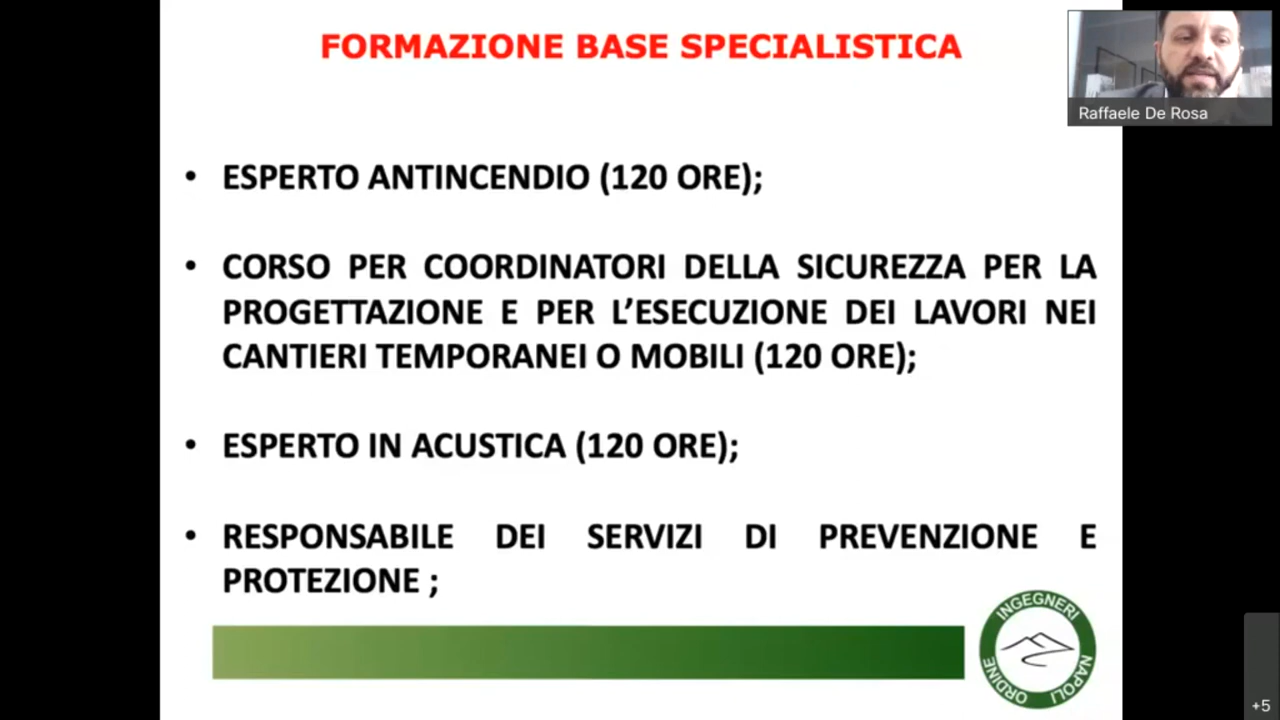 FORMAZIONE BASE SPECIALISTICA
Raffaele De Rosa
• ESPERTO ANTINCENDIO (120 ORE);
• CORSO PER COORDINATORI DELLA SICUREZZA PER LA
PROGETTAZIONE E PER L’ESECUZIONE DEI LAVORI NEI
CANTIERI TEMPORANEI O MOBILI (120 ORE);
• ESPERTO IN ACUSTICA (120 ORE);
• RESPONSABILE DEI SERVIZI DI PREVENZIONE E
PROTEZIONE ;
ORDINE INGEGNERI NAPOLI
+5